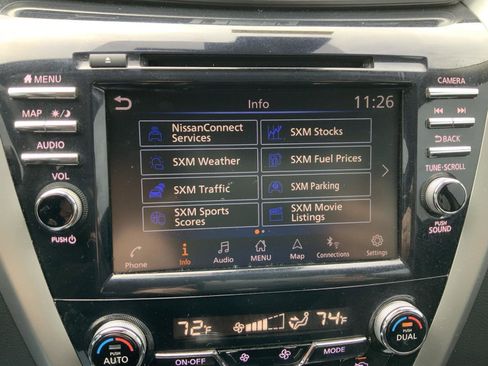 MENU
MAP
AUDIO
VOL
PUSH
Info
11:26
NissanConnect
Services
SXM Stocks
SXM Weather
SXM Fuel Prices
SXM Traffic
SXM Parking
SXM Sports
Scores
SXM Movie
Listings
Phone
Info
Audio
MENU
Map
Connections
Settings
CAMERA
BACK
TUNE·SCROLL
PUSH
SOUND
72°F
74°F
PUSH
AUTO
ON·OFF
MODE
PUSH
DUAL